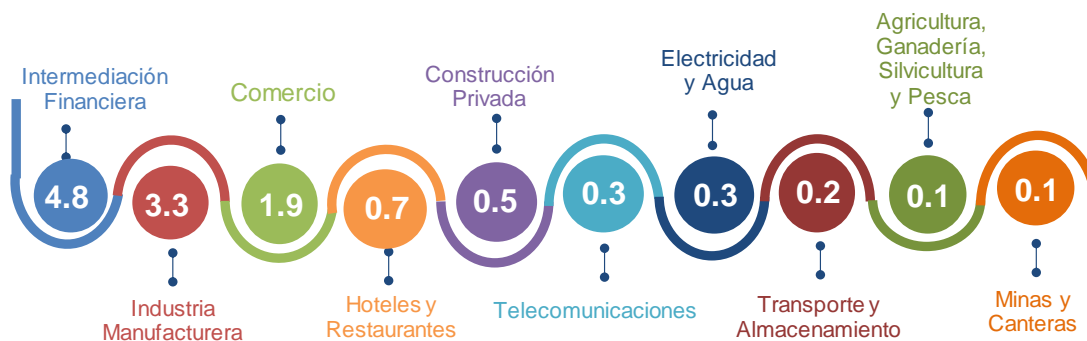 Intermediación
Financiera
4.8
3.3
Industria
Manufacturera
Comercio
1.9
0.7
Hoteles y
Restaurantes
Construcción
Privada
0.5
0.3
Telecomunicaciones
Electricidad
y Agua
0.3
0.2
Transporte y
Almacenamiento
Agricultura,
Ganadería,
Silvicultura
y Pesca
0.1
0.1
Minas y
Canteras